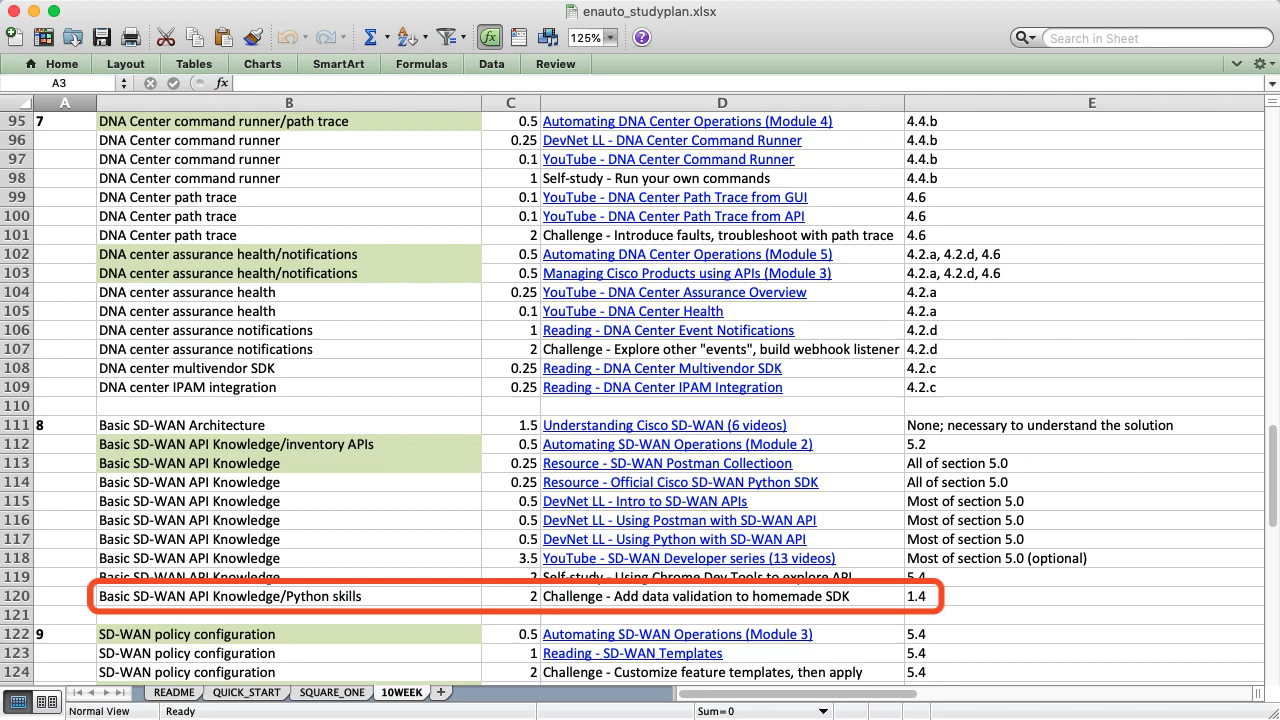 enauto_studyplan.xlsx
125%
Search in Sheet
Home Layout Tables Charts SmartArt Formulas Data Review
A3 fx
A B C D E
95 7 DNA Center command runner/path trace 0.5 Automating DNA Center Operations (Module 4) 4.4.b
96 DNA Center command runner 0.25 DevNet LL - DNA Center Command Runner 4.4.b
97 DNA Center command runner 0.1 YouTube - DNA Center Command Runner 4.4.b
98 DNA Center command runner 1 Self-study - Run your own commands 4.4.b
99 DNA Center path trace 0.1 YouTube - DNA Center Path Trace from GUI 4.6
100 DNA Center path trace 0.1 YouTube - DNA Center Path Trace from API 4.6
101 DNA Center path trace 2 Challenge - Introduce faults, troubleshoot with path trace 4.6
102 DNA center assurance health/notifications 0.5 Automating DNA Center Operations (Module 5) 4.2.a, 4.2.d, 4.6
103 DNA center assurance health/notifications 0.5 Managing Cisco Products using APIs (Module 3) 4.2.a, 4.2.d, 4.6
104 DNA center assurance health 0.25 YouTube - DNA Center Assurance Overview 4.2.a
105 DNA center assurance health 0.1 YouTube - DNA Center Health 4.2.a
106 DNA center assurance notifications 1 Reading - DNA Center Event Notifications 4.2.d
107 DNA center assurance notifications 2 Challenge - Explore other "events", build webhook listener 4.2.d
108 DNA center multivendor SDK 0.25 Reading - DNA Center Multivendor SDK 4.2.c
109 DNA center IPAM integration 0.25 Reading - DNA Center IPAM Integration 4.2.c
110
111 8 Basic SD-WAN Architecture 1.5 Understanding Cisco SD-WAN (6 videos) None; necessary to understand the solution
112 Basic SD-WAN API Knowledge/inventory APIs 0.5 Automating SD-WAN Operations (Module 2) 5.2
113 Basic SD-WAN API Knowledge 0.25 Resource - SD-WAN Postman Collectioon All of section 5.0
114 Basic SD-WAN API Knowledge 0.25 Resource - Official Cisco SD-WAN Python SDK All of section 5.0
115 Basic SD-WAN API Knowledge 0.5 DevNet LL - Intro to SD-WAN APIs Most of section 5.0
116 Basic SD-WAN API Knowledge 0.5 DevNet LL - Using Postman with SD-WAN API Most of section 5.0
117 Basic SD-WAN API Knowledge 0.5 DevNet LL - Using Python with SD-WAN API Most of section 5.0
118 Basic SD-WAN API Knowledge 3.5 YouTube - SD-WAN Developer series (13 videos) Most of section 5.0 (optional)
119 Basic SD-WAN API Knowledge 2 Self-study - Using Chrome Dev Tools to explore API 5.4
120 Basic SD-WAN API Knowledge/Python skills 2 Challenge - Add data validation to homemade SDK 1.4
121
122 9 SD-WAN policy configuration 0.5 Automating SD-WAN Operations (Module 3) 5.4
123 SD-WAN policy configuration 1 Reading - SD-WAN Templates 5.4
124 SD-WAN policy configuration 2 Challenge - Customize feature templates, then apply 5.4
README QUICK_START SQUARE_ONE 10WEEK
Normal View Ready Sum=0